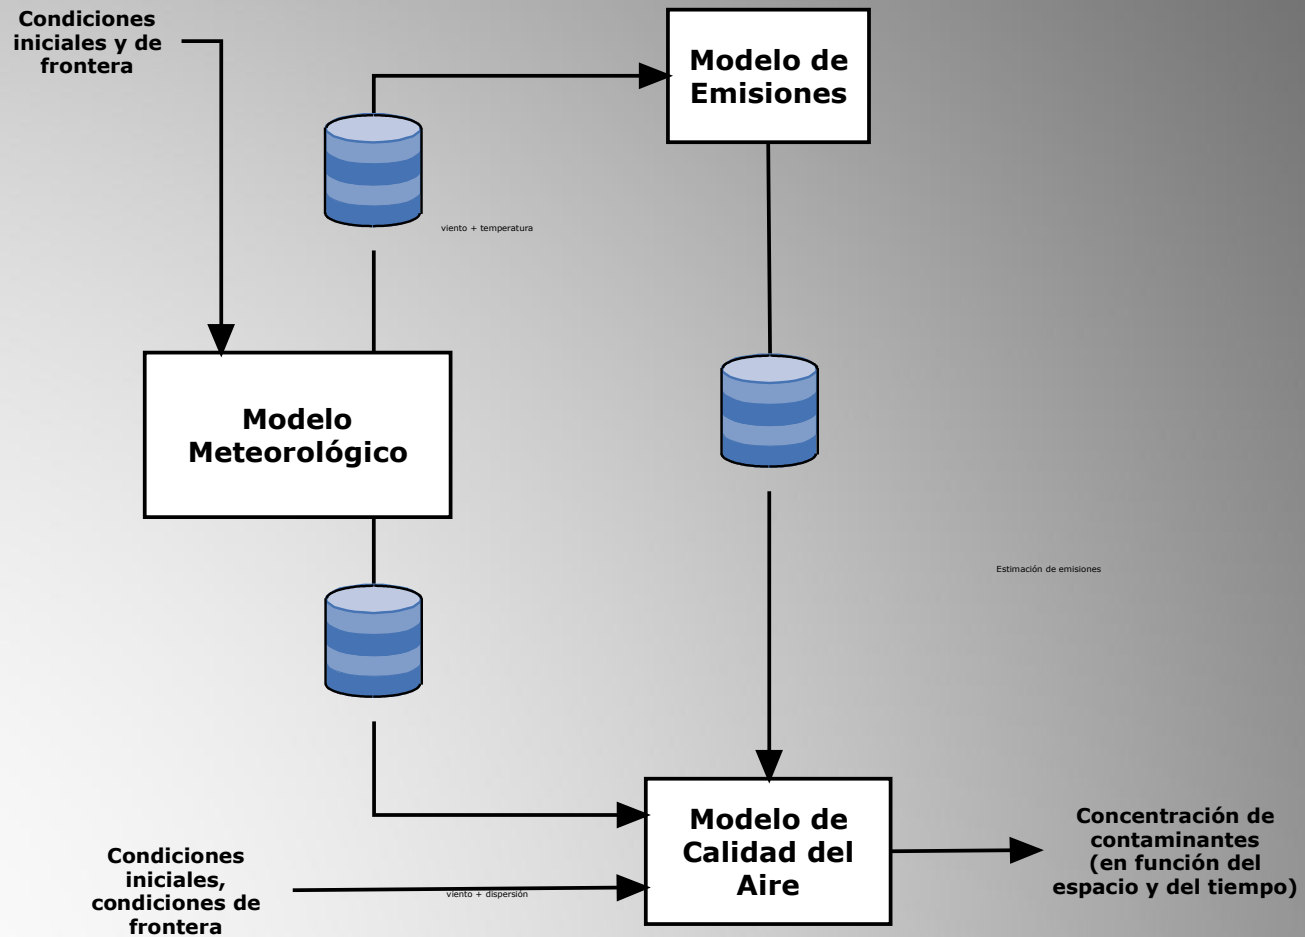 Condiciones
iniciales y de
frontera
Modelo de
Emisiones
viento + temperatura
Modelo
Meteorológico
Estimación de emisiones
Modelo de
Calidad del
Aire
Concentración de
contaminantes
(en función del
espacio y del tiempo)
Condiciones
iniciales,
condiciones de
frontera
viento + dispersión